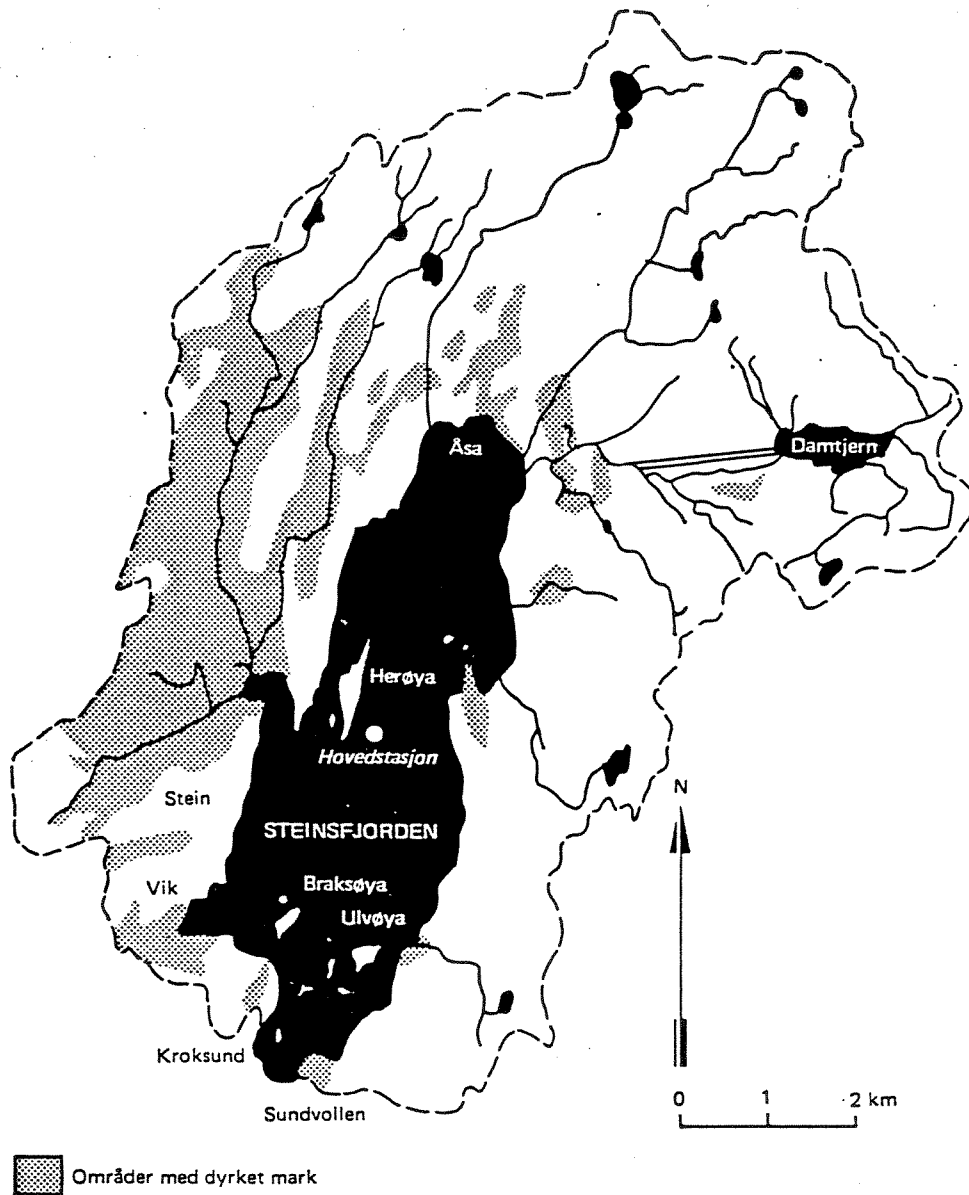 Åsa
Damtjern
Herøya
Hovedstasjon
Stein
N
STEINSFJORDEN
Braksøya
Vik
Ulvøya
Kroksund
0 1 2 km
Sundvollen
Områder med dyrket mark